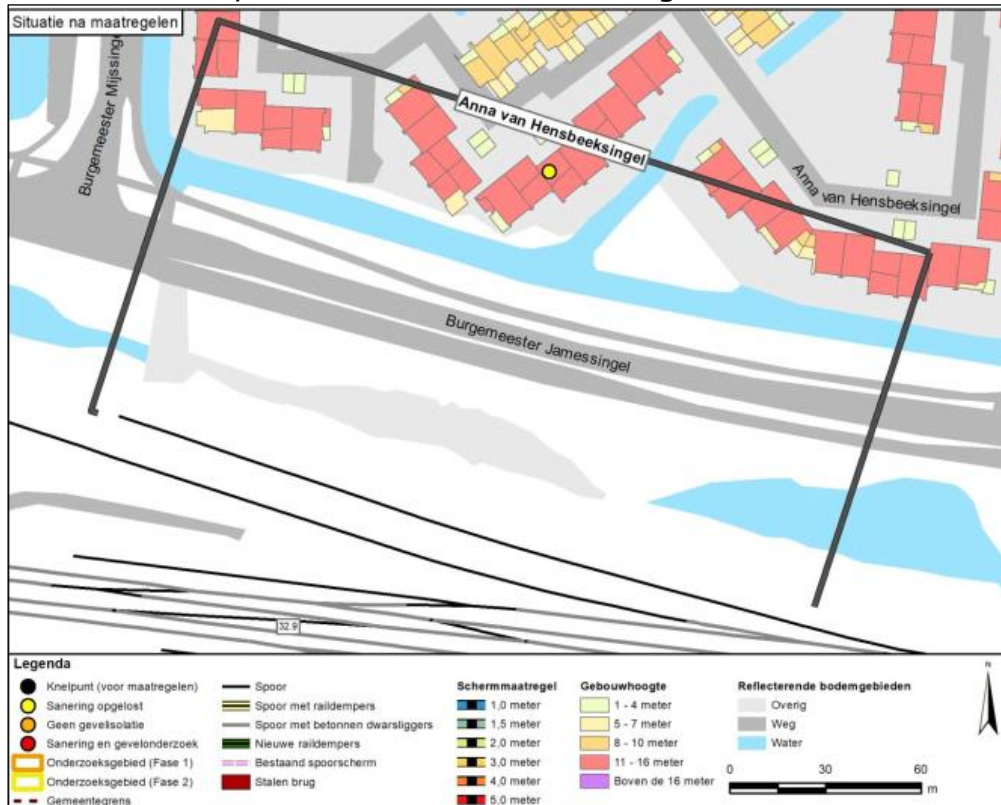 Situatie na maatregelen
Burgemeester Mijssingel
Anna van Hensbeeksingel
Anna van Hensbeeksingel
Burgemeester Jamessingel
32.9
Legenda
Knelpunt (voor maatregelen)
Sanering opgelost
Geen gevelisolatie
Sanering en gevelonderzoek
Onderzoeksgebied (Fase 1)
Onderzoeksgebied (Fase 2)
Gemeentegrens
Spoor
Spoor met raildempers
Spoor met betonnen dwarsliggers
Nieuwe raildempers
Bestaand spoorscherm
Stalen brug
Schermmaatregel
1,0 meter
1,5 meter
2,0 meter
3,0 meter
4,0 meter
5,0 meter
Gebouwhoogte
1 - 4 meter
5 - 7 meter
8 - 10 meter
11 - 16 meter
Boven de 16 meter
Reflecterende bodemgebieden
Overig
Weg
Water
N
0 30 60
m